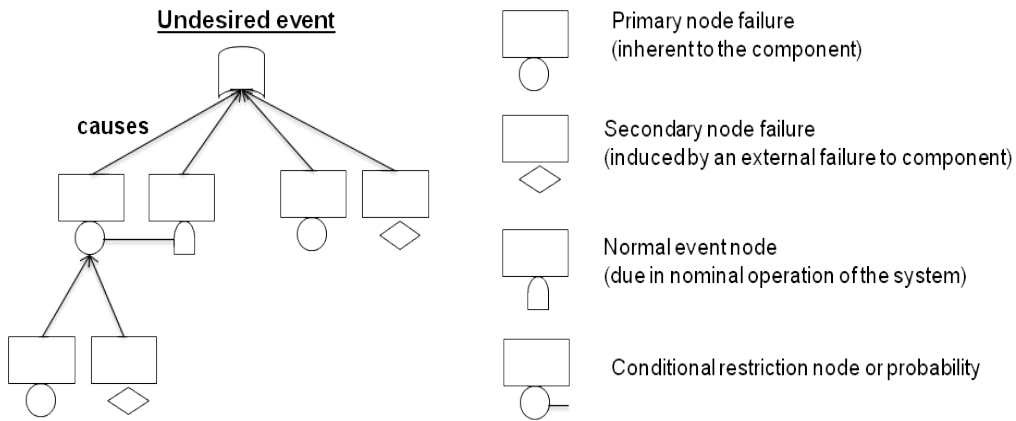 Undesired event
causes
Primary node failure
(inherent to the component)
Secondary node failure
(induced by an external failure to component)
Normal event node
(due in nominal operation of the system)
Conditional restriction node or probability